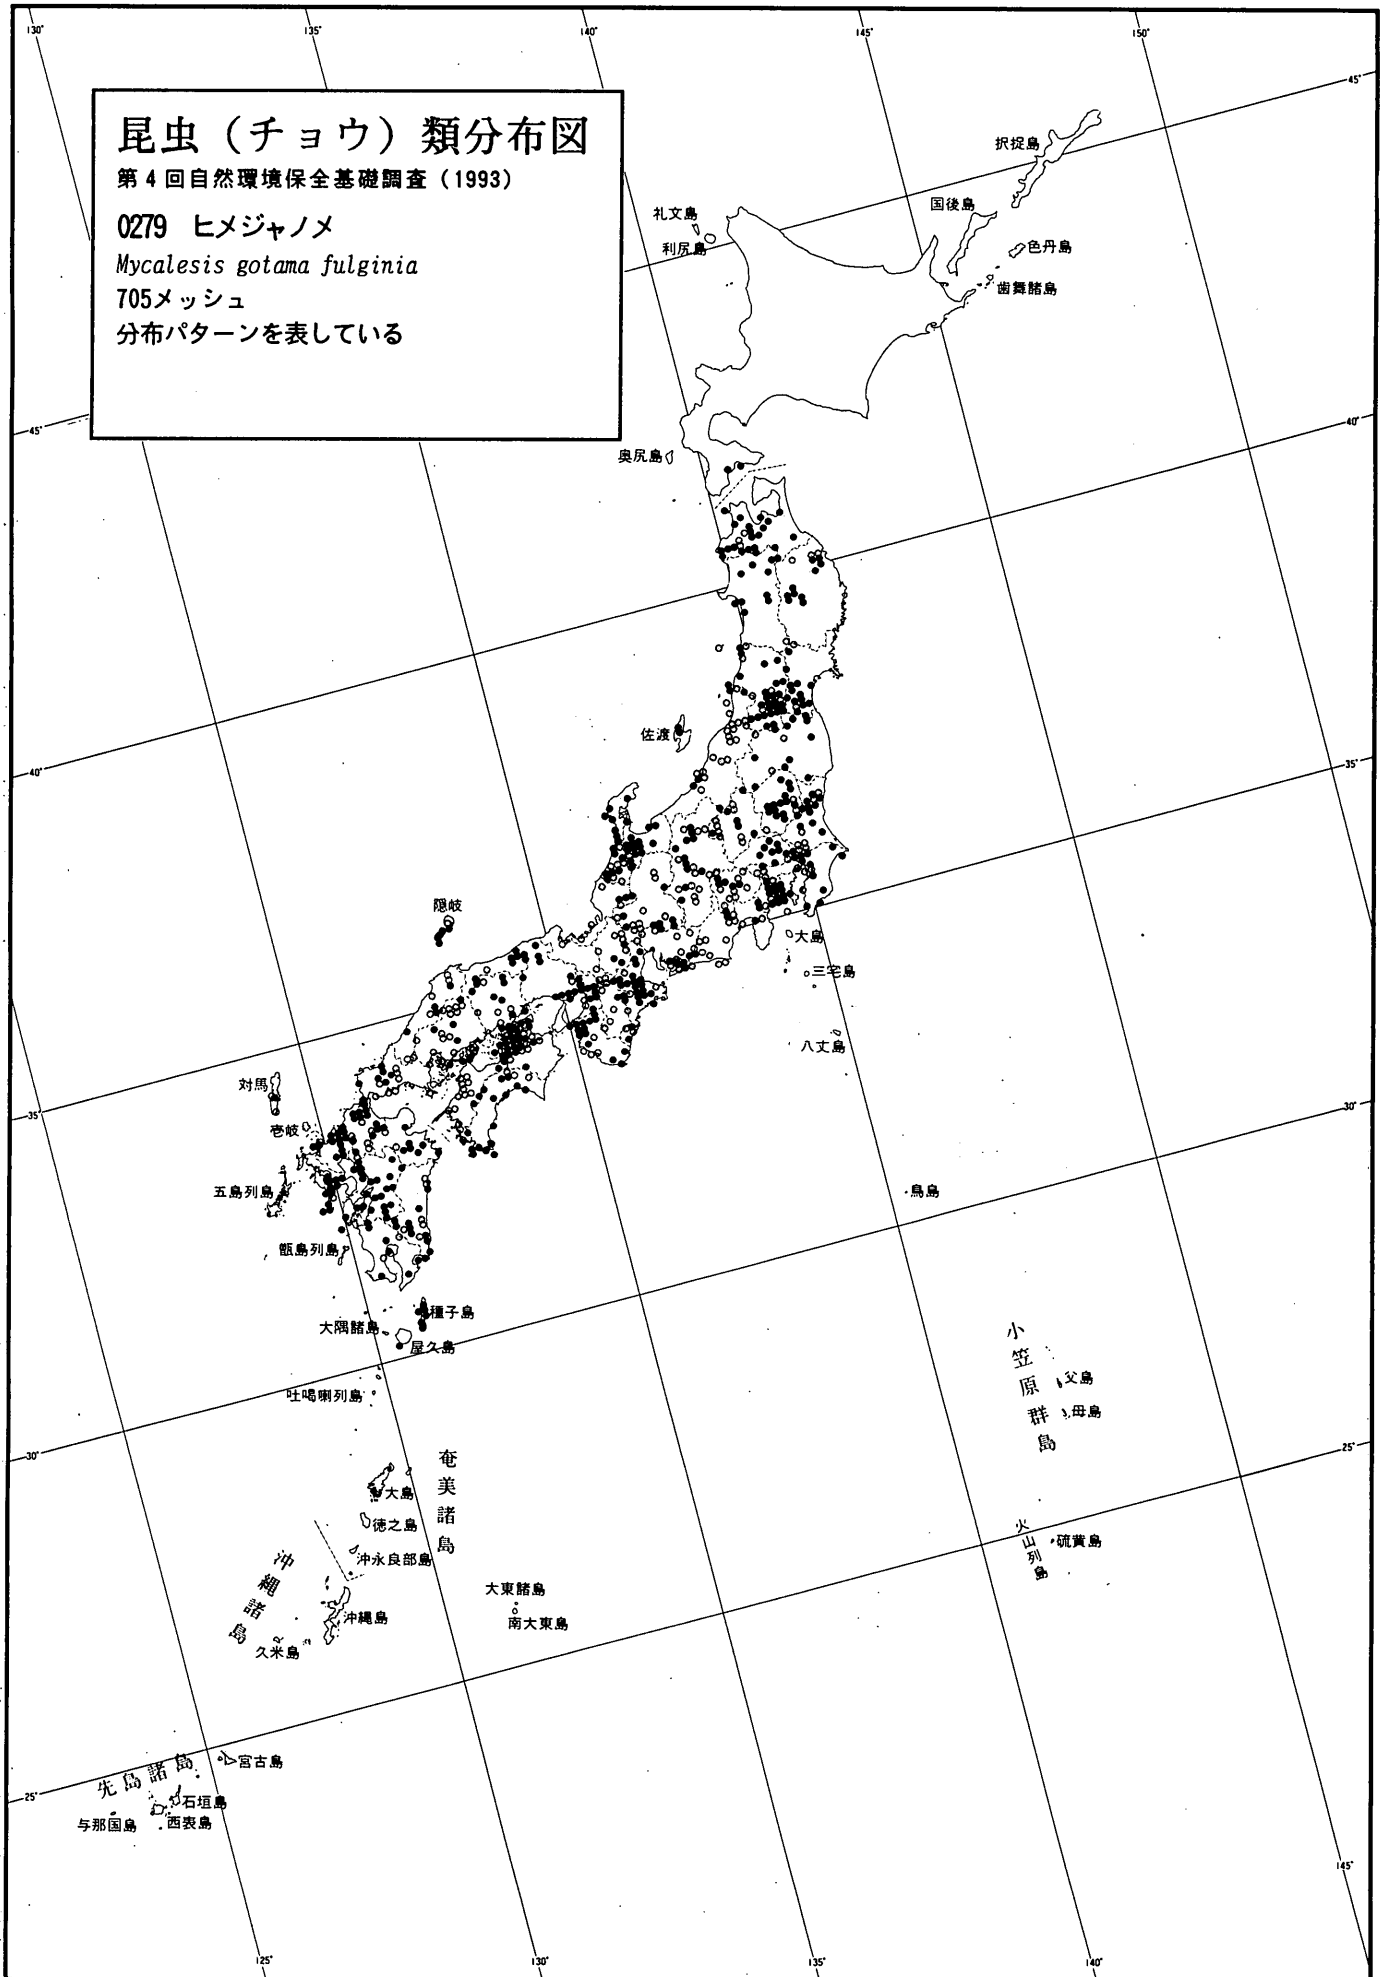 130°
135°
140°
145°
150°
昆虫（チョウ）類分布図
第4回自然環境保全基礎調査（1993）
0279 ヒメジャノメ
Mycalesis gotama fulginia
705メッシュ
分布パターンを表している
45°
択捉島
国後島
色丹島
歯舞諸島
礼文島
利尻島
45°
40°
奥尻島
佐渡
40°
35°
隠岐
大島
三宅島
八丈島
対馬
壱岐
35°
30°
五島列島
鳥島
甑島列島
種子島
大隅諸島
屋久島
吐喝喇列島
小笠原群島
父島
母島
30°
25°
奄美諸島
大島
徳之島
沖永良部島
沖縄諸島
沖縄島
久米島
大東諸島
南大東島
火山列島
硫黄島
先島諸島
宮古島
石垣島
西表島
与那国島
25°
145°
125°
130°
135°
140°